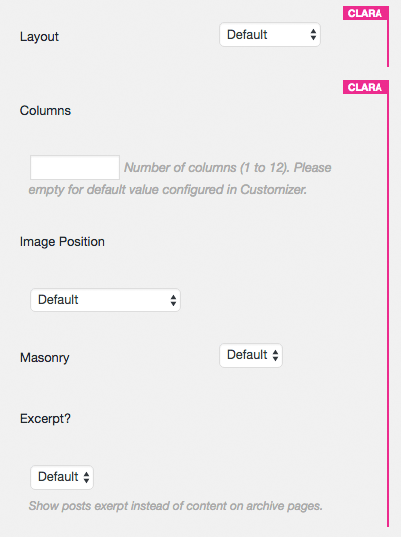 CLARA
Layout Default
CLARA
Columns
Number of columns (1 to 12). Please
empty for default value configured in Customizer.
Image Position
Default
Masonry Default
Excerpt?
Default
Show posts exerpt instead of content on archive pages.